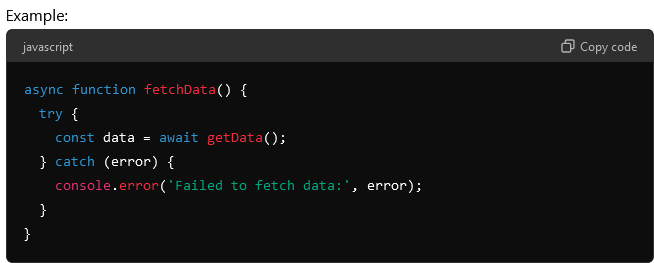 Example:
javascript
Copy code
async function fetchData() {
  try {
    const data = await getData();
  } catch (error) {
    console.error('Failed to fetch data:', error);
  }
}